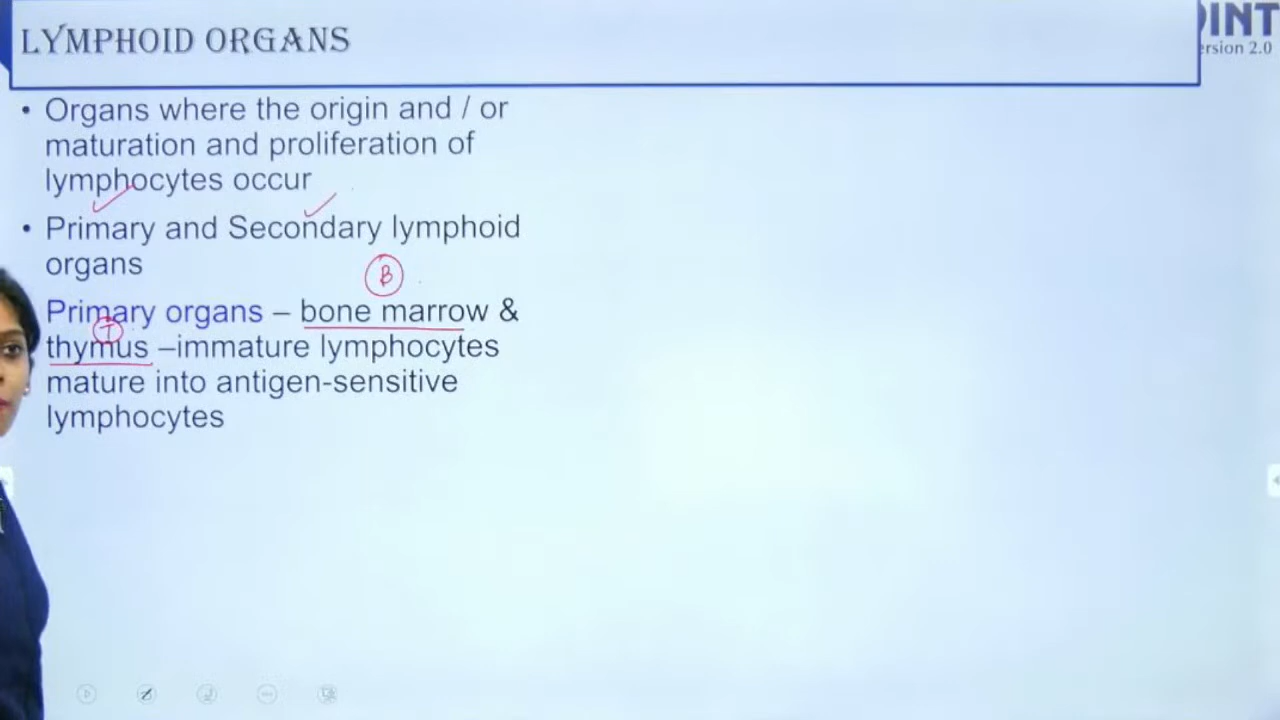 LYMPHOID ORGANS
INT
rsion 2.0
• Organs where the origin and / or
maturation and proliferation of
lymphocytes occur
• Primary and Secondary lymphoid
organs
B
Primary organs – bone marrow &
T
thymus –immature lymphocytes
mature into antigen-sensitive
lymphocytes